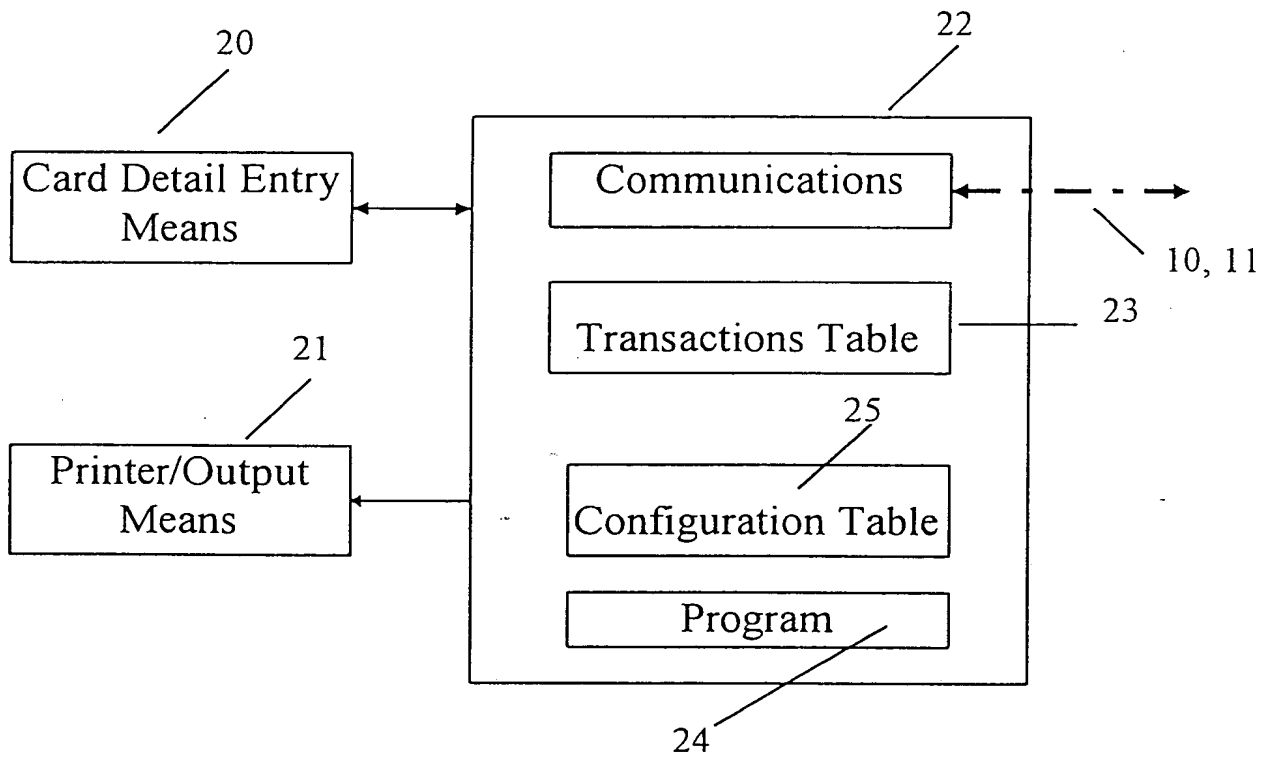 20
22
Card Detail Entry
Means
Communications
10, 11
Transactions Table
23
21
25
Printer/Output
Means
Configuration Table
Program
24